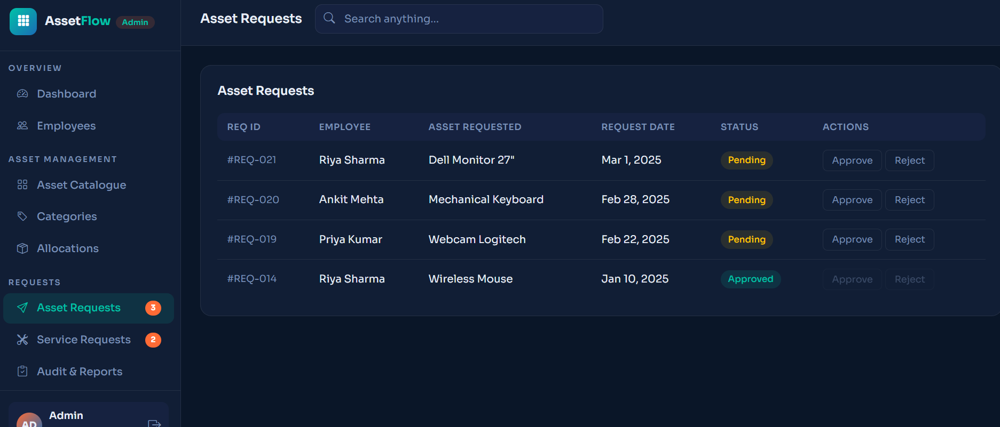 AssetFlow Admin
Asset Requests
Search anything...
OVERVIEW
Dashboard
Employees
ASSET MANAGEMENT
Asset Catalogue
Categories
Allocations
REQUESTS
Asset Requests 3
Service Requests 2
Audit & Reports
AD Admin
Asset Requests
REQ ID EMPLOYEE ASSET REQUESTED REQUEST DATE STATUS ACTIONS
#REQ-021 Riya Sharma Dell Monitor 27" Mar 1, 2025 Pending Approve Reject
#REQ-020 Ankit Mehta Mechanical Keyboard Feb 28, 2025 Pending Approve Reject
#REQ-019 Priya Kumar Webcam Logitech Feb 22, 2025 Pending Approve Reject
#REQ-014 Riya Sharma Wireless Mouse Jan 10, 2025 Approved Approve Reject